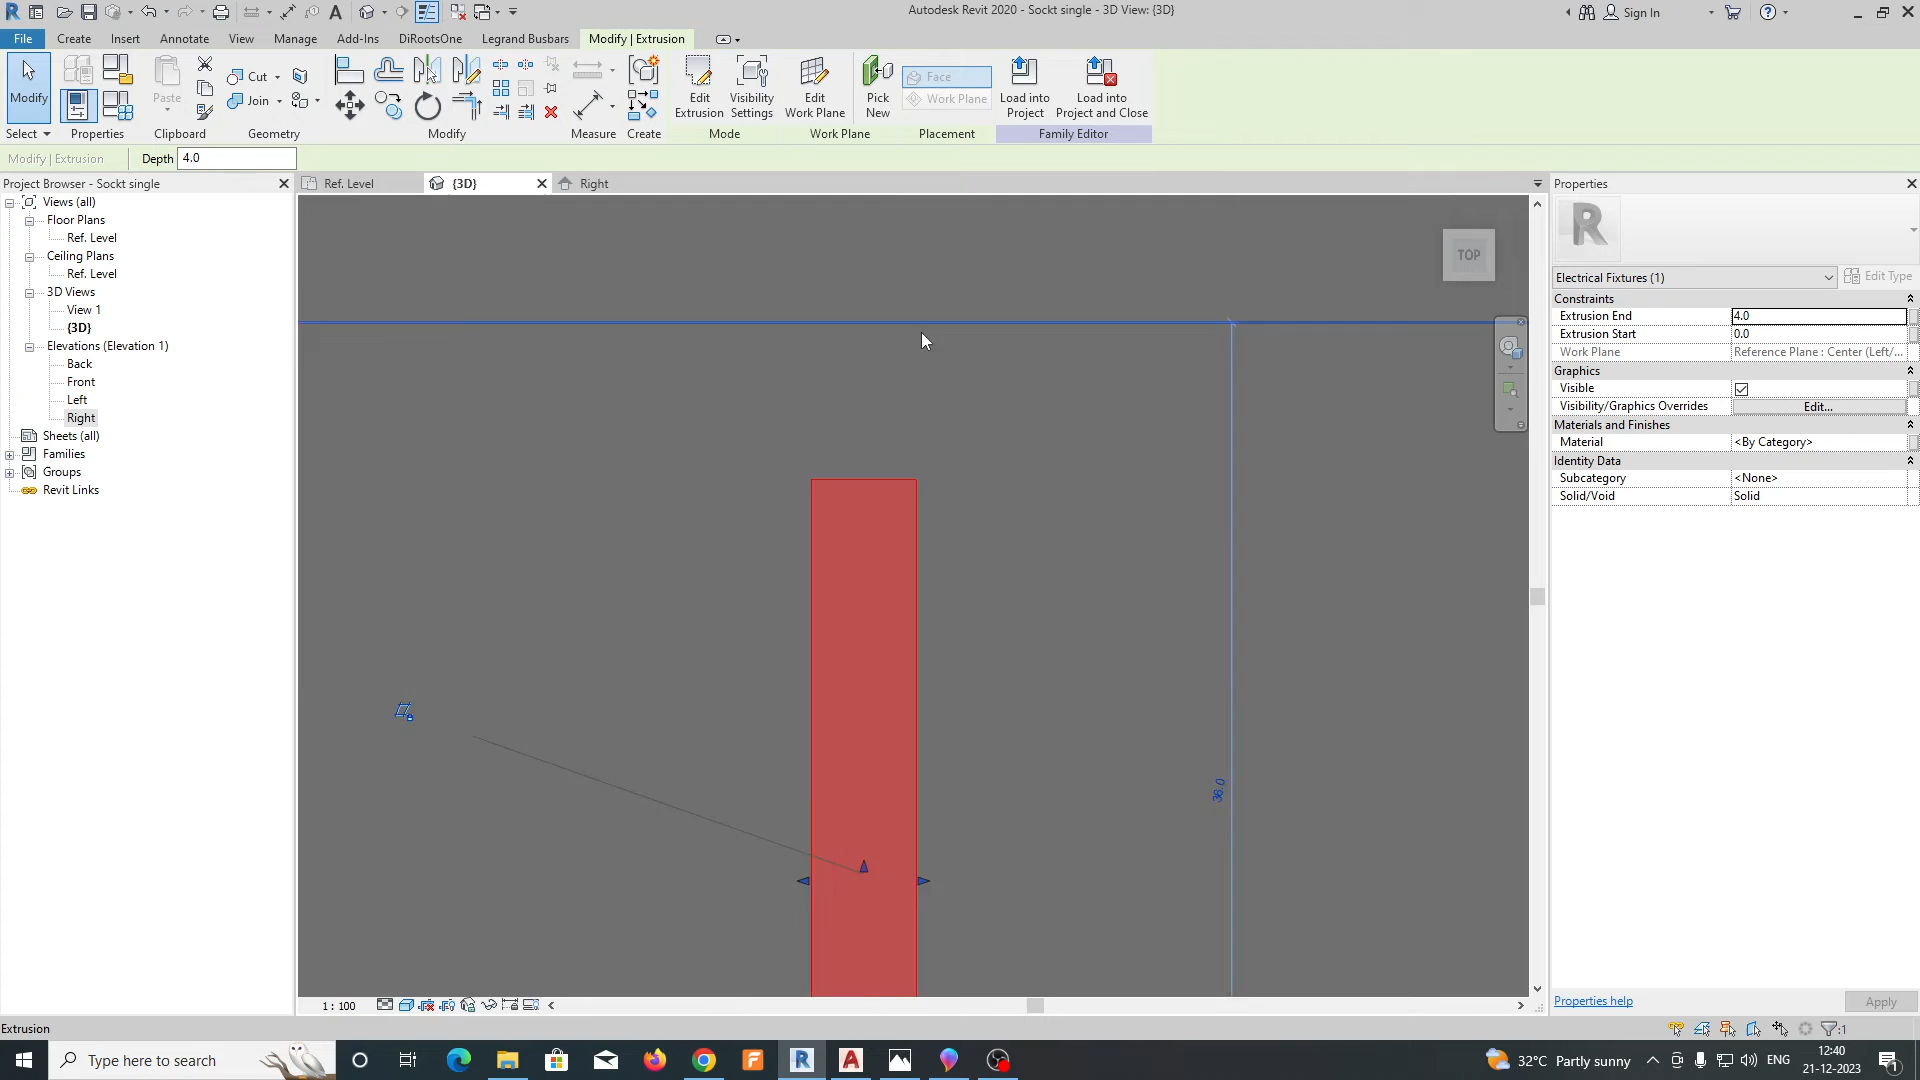 Autodesk Revit 2020 - Sockt single - 3D View: {3D}
Sign In
File
Create
Insert
Annotate
View
Manage
Add-Ins
DiRootsOne
Legrand Busbars
Modify | Extrusion
Modify
Paste
Cut
Join
Edit Extrusion
Visibility Settings
Edit Work Plane
Pick New
Face
Work Plane
Load into Project
Load into Project and Close
Select
Properties
Clipboard
Geometry
Modify
Measure
Create
Mode
Work Plane
Placement
Family Editor
Modify | Extrusion
Depth
4.0
Project Browser - Sockt single
Views (all)
Floor Plans
Ref. Level
Ceiling Plans
Ref. Level
3D Views
View 1
{3D}
Elevations (Elevation 1)
Back
Front
Left
Right
Sheets (all)
Families
Groups
Revit Links
Ref. Level
{3D}
Right
TOP
36.0
1 : 100
Properties
Electrical Fixtures (1)
Edit Type
Constraints
Extrusion End
4.0
Extrusion Start
0.0
Work Plane
Reference Plane : Center (Left/...
Graphics
Visible
Visibility/Graphics Overrides
Edit...
Materials and Finishes
Material
<By Category>
Identity Data
Subcategory
<None>
Solid/Void
Solid
Properties help
Apply
Extrusion
:1
Type here to search
32°C Partly sunny
ENG
12:40
21-12-2023
1